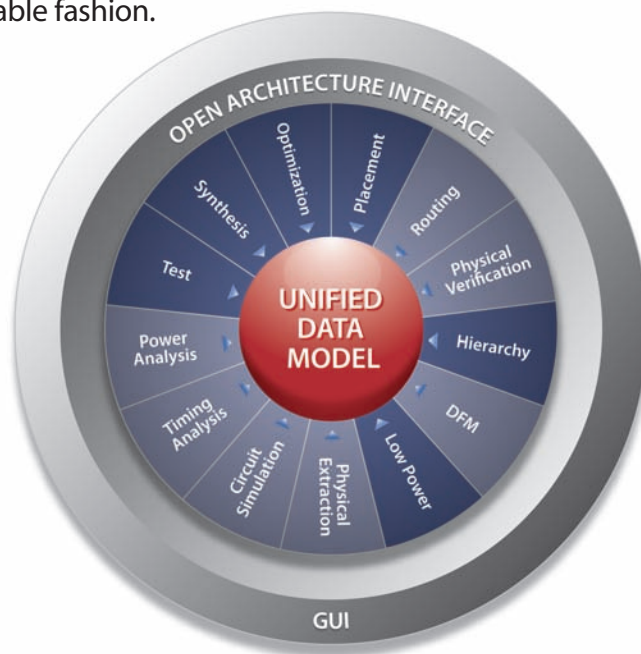 able fashion.
OPEN ARCHITECTURE INTERFACE
Optimization
Placement
Synthesis
Routing
Test
Physical
Verification
UNIFIED
DATA
MODEL
Power
Analysis
Hierarchy
Timing
Analysis
DFM
Circuit
Simulation
Physical
Extraction
Low Power
GUI